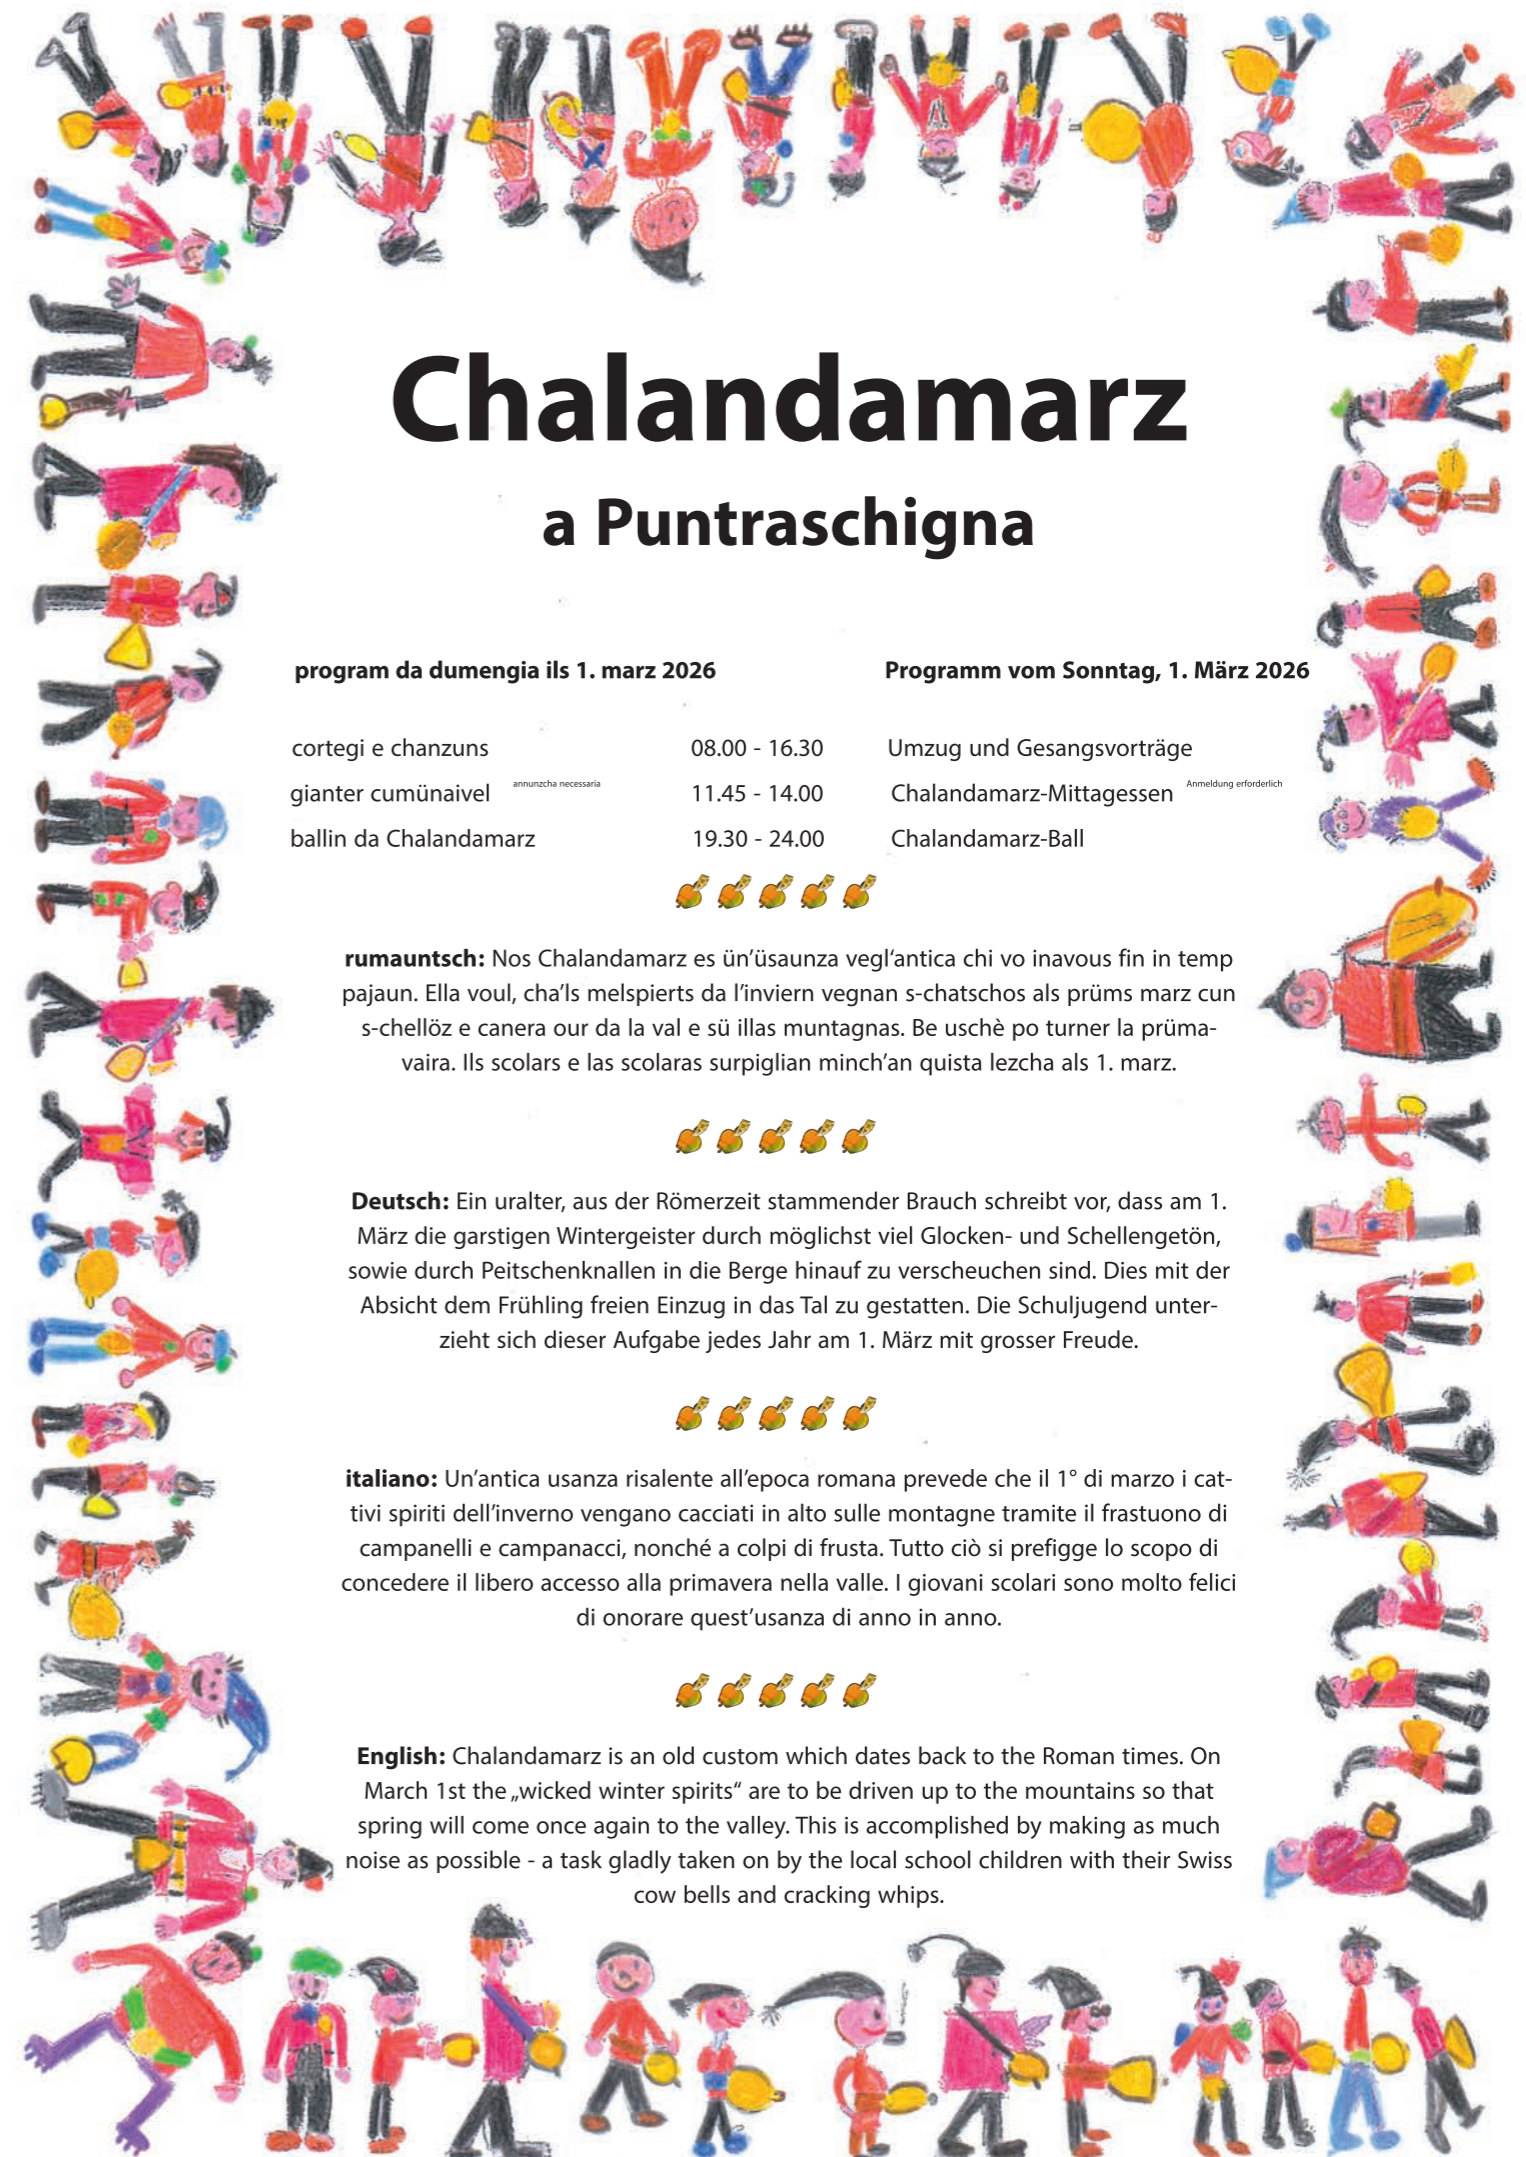 Chalandamarz
a Puntraschigna
program da dumengia ils 1. marz 2026 Programm vom Sonntag, 1. März 2026
cortegi e chanzuns 08.00 - 16.30 Umzug und Gesangsvorträge
gianter cumünaivel annunzcha necessaria 11.45 - 14.00 Chalandamarz-Mittagessen Anmeldung erforderlich
ballin da Chalandamarz 19.30 - 24.00 Chalandamarz-Ball
rumauntsch: Nos Chalandamarz es ün’üsaunza vegl‘antica chi vo inavous fin in temp
pajaun. Ella voul, cha’ls melspierts da l’inviern vegnan s-chatschos als prüms marz cun
s-chellöz e canera our da la val e sü illas muntagnas. Be uschè po turner la prüma-
vaira. Ils scolars e las scolaras surpiglian minch’an quista lezcha als 1. marz.
Deutsch: Ein uralter, aus der Römerzeit stammender Brauch schreibt vor, dass am 1.
März die garstigen Wintergeister durch möglichst viel Glocken- und Schellengetön,
sowie durch Peitschenknallen in die Berge hinauf zu verscheuchen sind. Dies mit der
Absicht dem Frühling freien Einzug in das Tal zu gestatten. Die Schuljugend unter-
zieht sich dieser Aufgabe jedes Jahr am 1. März mit grosser Freude.
italiano: Un’antica usanza risalente all’epoca romana prevede che il 1° di marzo i cat-
tivi spiriti dell’inverno vengano cacciati in alto sulle montagne tramite il frastuono di
campanelli e campanacci, nonché a colpi di frusta. Tutto ciò si prefigge lo scopo di
concedere il libero accesso alla primavera nella valle. I giovani scolari sono molto felici
di onorare quest’usanza di anno in anno.
English: Chalandamarz is an old custom which dates back to the Roman times. On
March 1st the „wicked winter spirits“ are to be driven up to the mountains so that
spring will come once again to the valley. This is accomplished by making as much
noise as possible - a task gladly taken on by the local school children with their Swiss
cow bells and cracking whips.